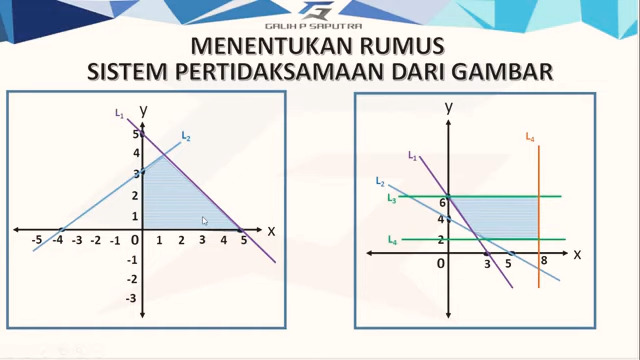 GALIH P SAPUTRA
MENENTUKAN RUMUS
SISTEM PERTIDAKSAMAAN DARI GAMBAR
L₁
y
5
L₂
4
3
2
1
-5 -4 -3 -2 -1 0 1 2 3 4 5 x
-1
-2
-3
y
L₄
L₁
L₂
L₃
6
4
L₄
2
0 3 5 8 x